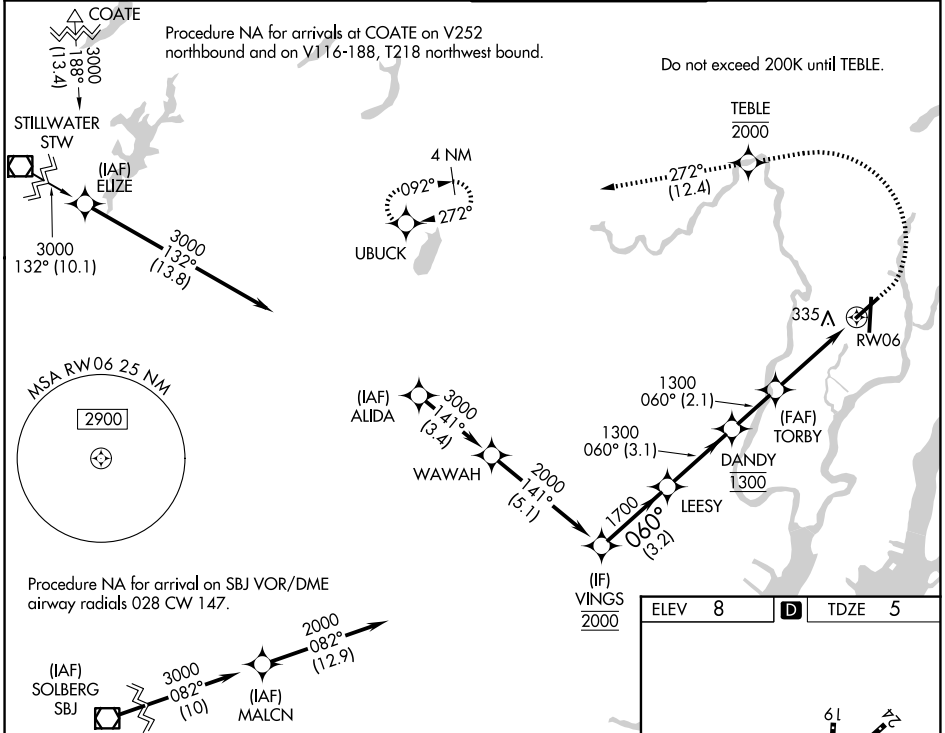 COATE
3000
188°
(13.4)
Procedure NA for arrivals at COATE on V252
northbound and on V116-188, T218 northwest bound.
Do not exceed 200K until TEBLE.
STILLWATER
STW
(IAF)
ELIZE
3000
132° (10.1)
3000
132°
(13.8)
4 NM
092°
272°
UBUCK
TEBLE
2000
272°
(12.4)
335
RW06
MSA RW06 25 NM
2900
(IAF)
ALIDA
3000
141°
(3.4)
WAWAH
2000
141°
(5.1)
1300
060° (2.1)
1300
060° (3.1)
(FAF)
TORBY
DANDY
1300
LEESY
1700
060°
(3.2)
(IF)
VINGS
2000
Procedure NA for arrival on SBJ VOR/DME
airway radials 028 CW 147.
(IAF)
SOLBERG
SBJ
3000
082°
(10)
(IAF)
MALCN
2000
082°
(12.9)
ELEV 8 D TDZE 5
19
24